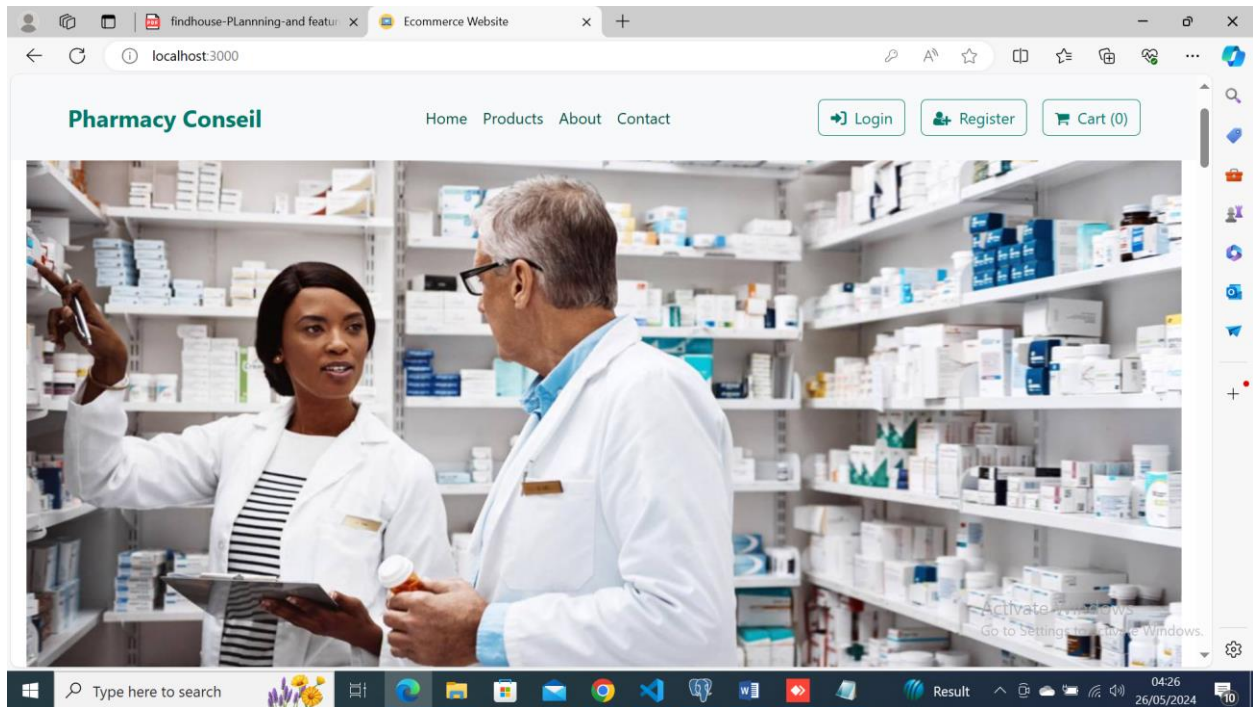 findhouse-PLannning-and featur
Ecommerce Website
localhost:3000
Pharmacy Conseil
Home Products About Contact
Login Register Cart (0)
Activate Windows
Go to Settings to activate Windows.
Type here to search
Result
04:26
26/05/2024
10